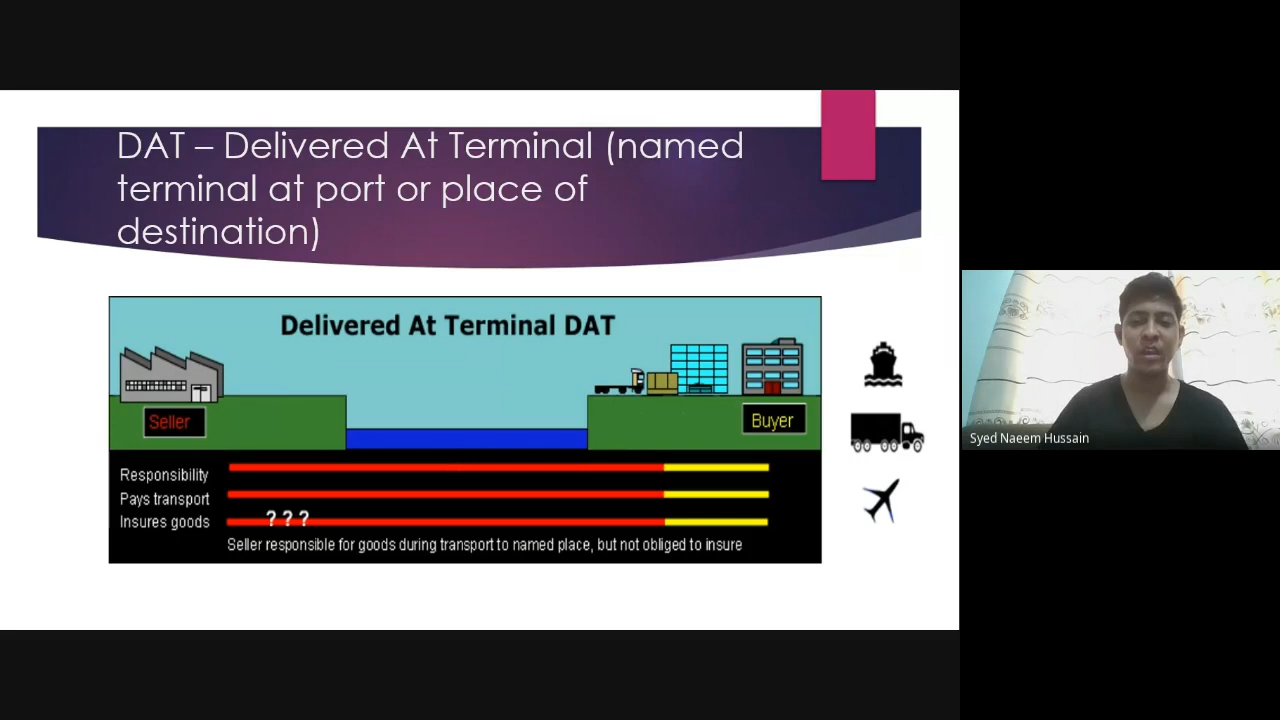 DAT – Delivered At Terminal (named
terminal at port or place of
destination)
Delivered At Terminal DAT
Seller
Buyer
Responsibility
Pays transport
Insures goods
? ? ?
Seller responsible for goods during transport to named place, but not obliged to insure
Syed Naeem Hussain